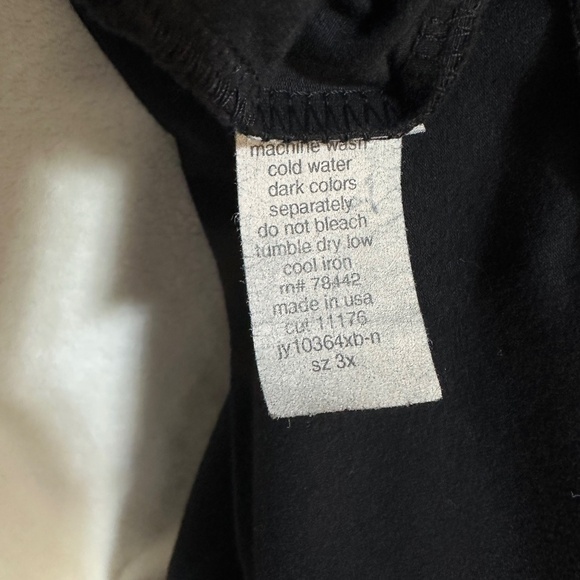 machine wash
cold water
dark colors
separately
do not bleach
tumble dry low
cool iron
rn# 78442
made in usa
cut 11176
jy10364xb-n
sz 3x